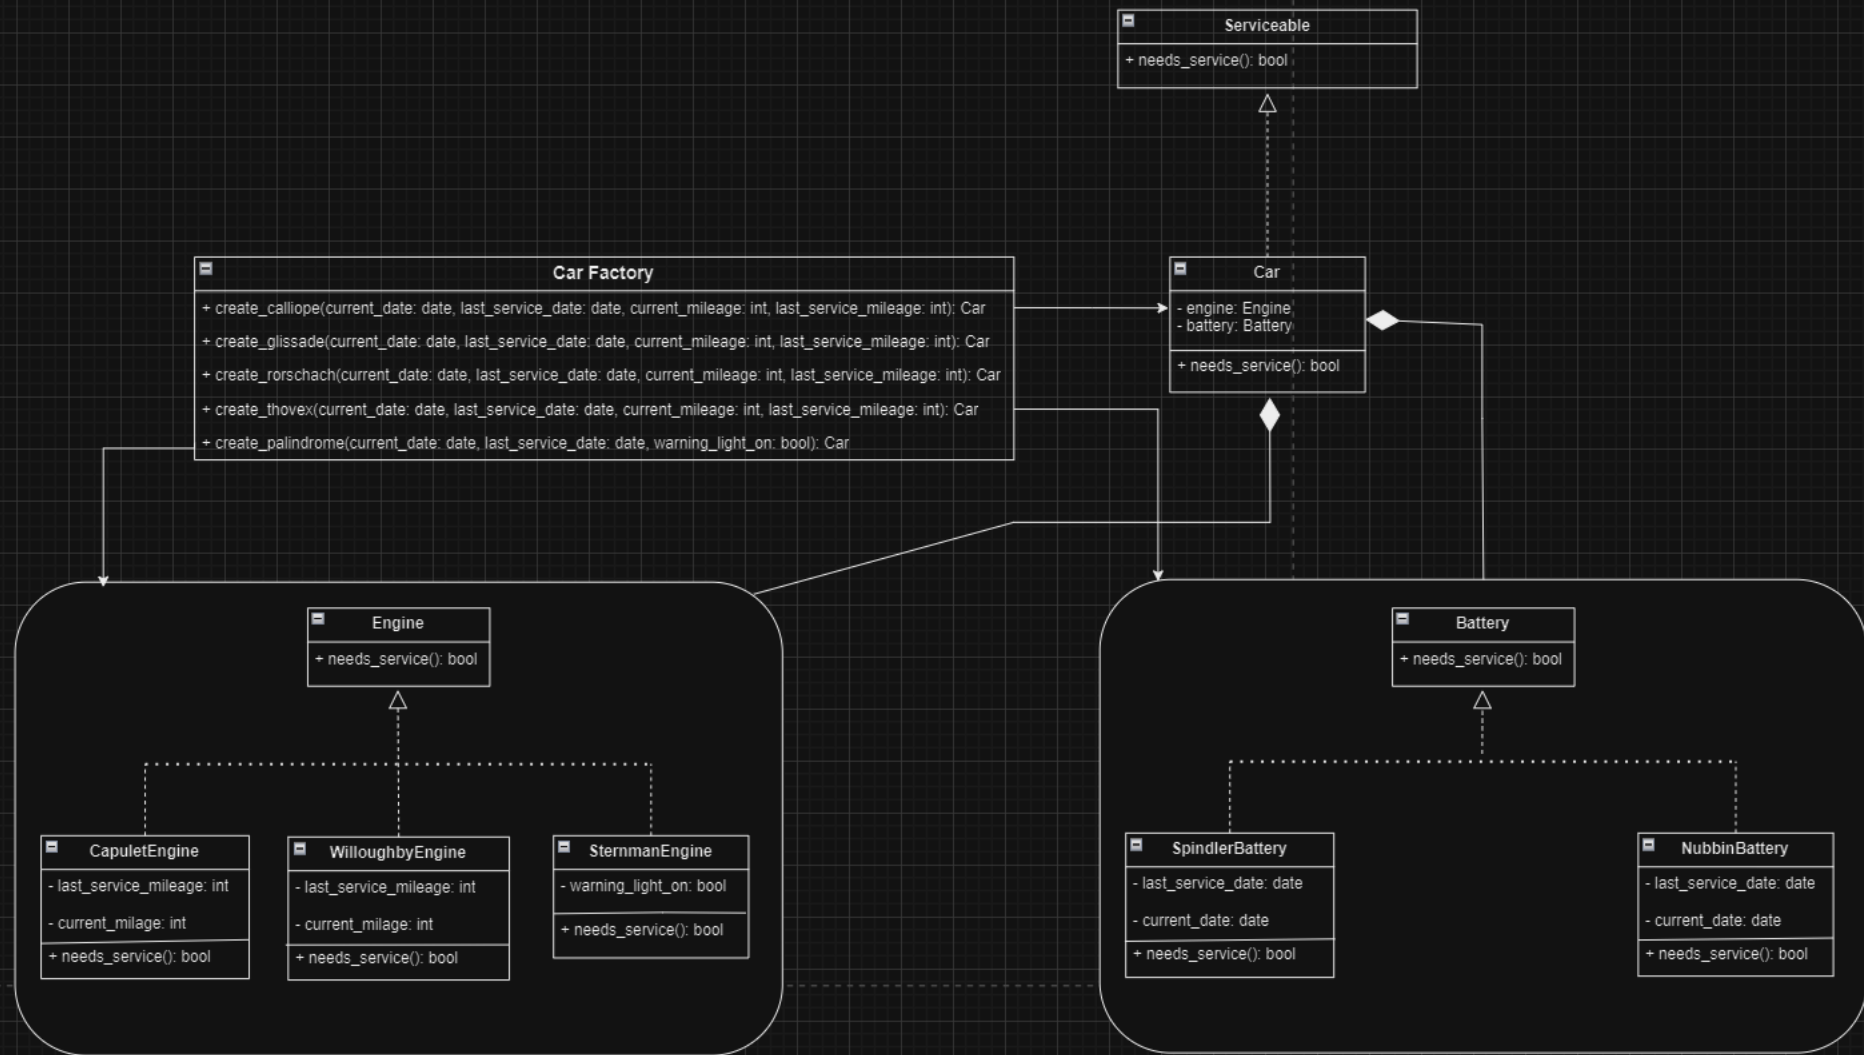 Serviceable
+ needs_service(): bool
Car Factory
+ create_calliope(current_date: date, last_service_date: date, current_mileage: int, last_service_mileage: int): Car
+ create_glissade(current_date: date, last_service_date: date, current_mileage: int, last_service_mileage: int): Car
+ create_rorschach(current_date: date, last_service_date: date, current_mileage: int, last_service_mileage: int): Car
+ create_thovex(current_date: date, last_service_date: date, current_mileage: int, last_service_mileage: int): Car
+ create_palindrome(current_date: date, last_service_date: date, warning_light_on: bool): Car
Car
- engine: Engine
- battery: Battery
+ needs_service(): bool
Engine
+ needs_service(): bool
CapuletEngine
- last_service_mileage: int
- current_milage: int
+ needs_service(): bool
WilloughbyEngine
- last_service_mileage: int
- current_milage: int
+ needs_service(): bool
SternmanEngine
- warning_light_on: bool
+ needs_service(): bool
Battery
+ needs_service(): bool
SpindlerBattery
- last_service_date: date
- current_date: date
+ needs_service(): bool
NubbinBattery
- last_service_date: date
- current_date: date
+ needs_service(): bool